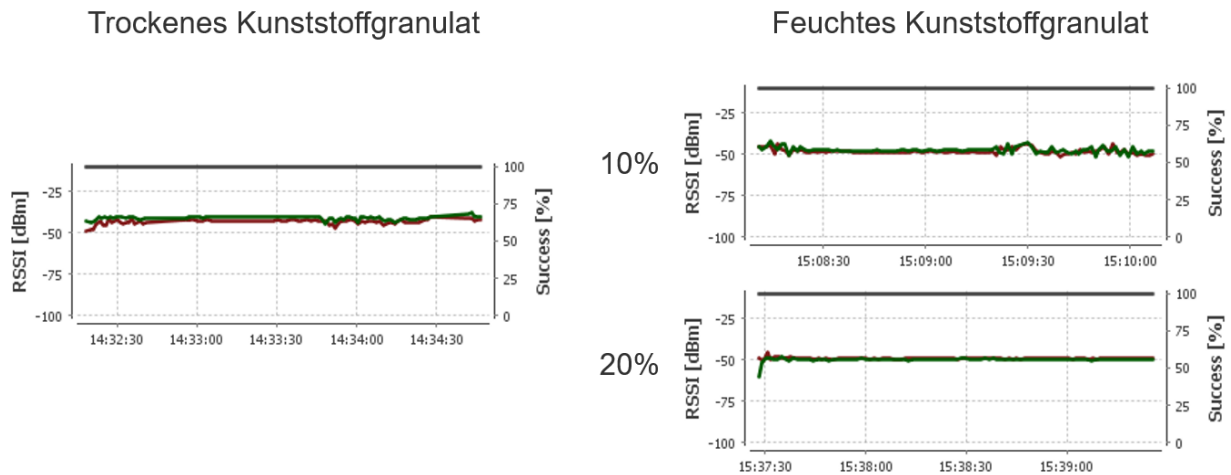 Trockenes Kunststoffgranulat
RSSI [dBm]
-25
-50
-75
-100
100
75
50
25
0
Success [%]
14:32:30 14:33:00 14:33:30 14:34:00 14:34:30
Feuchtes Kunststoffgranulat
10%
RSSI [dBm]
-25
-50
-75
-100
100
75
50
25
0
Success [%]
15:08:30 15:09:00 15:09:30 15:10:00
20%
RSSI [dBm]
-25
-50
-75
-100
100
75
50
25
0
Success [%]
15:37:30 15:38:00 15:38:30 15:39:00